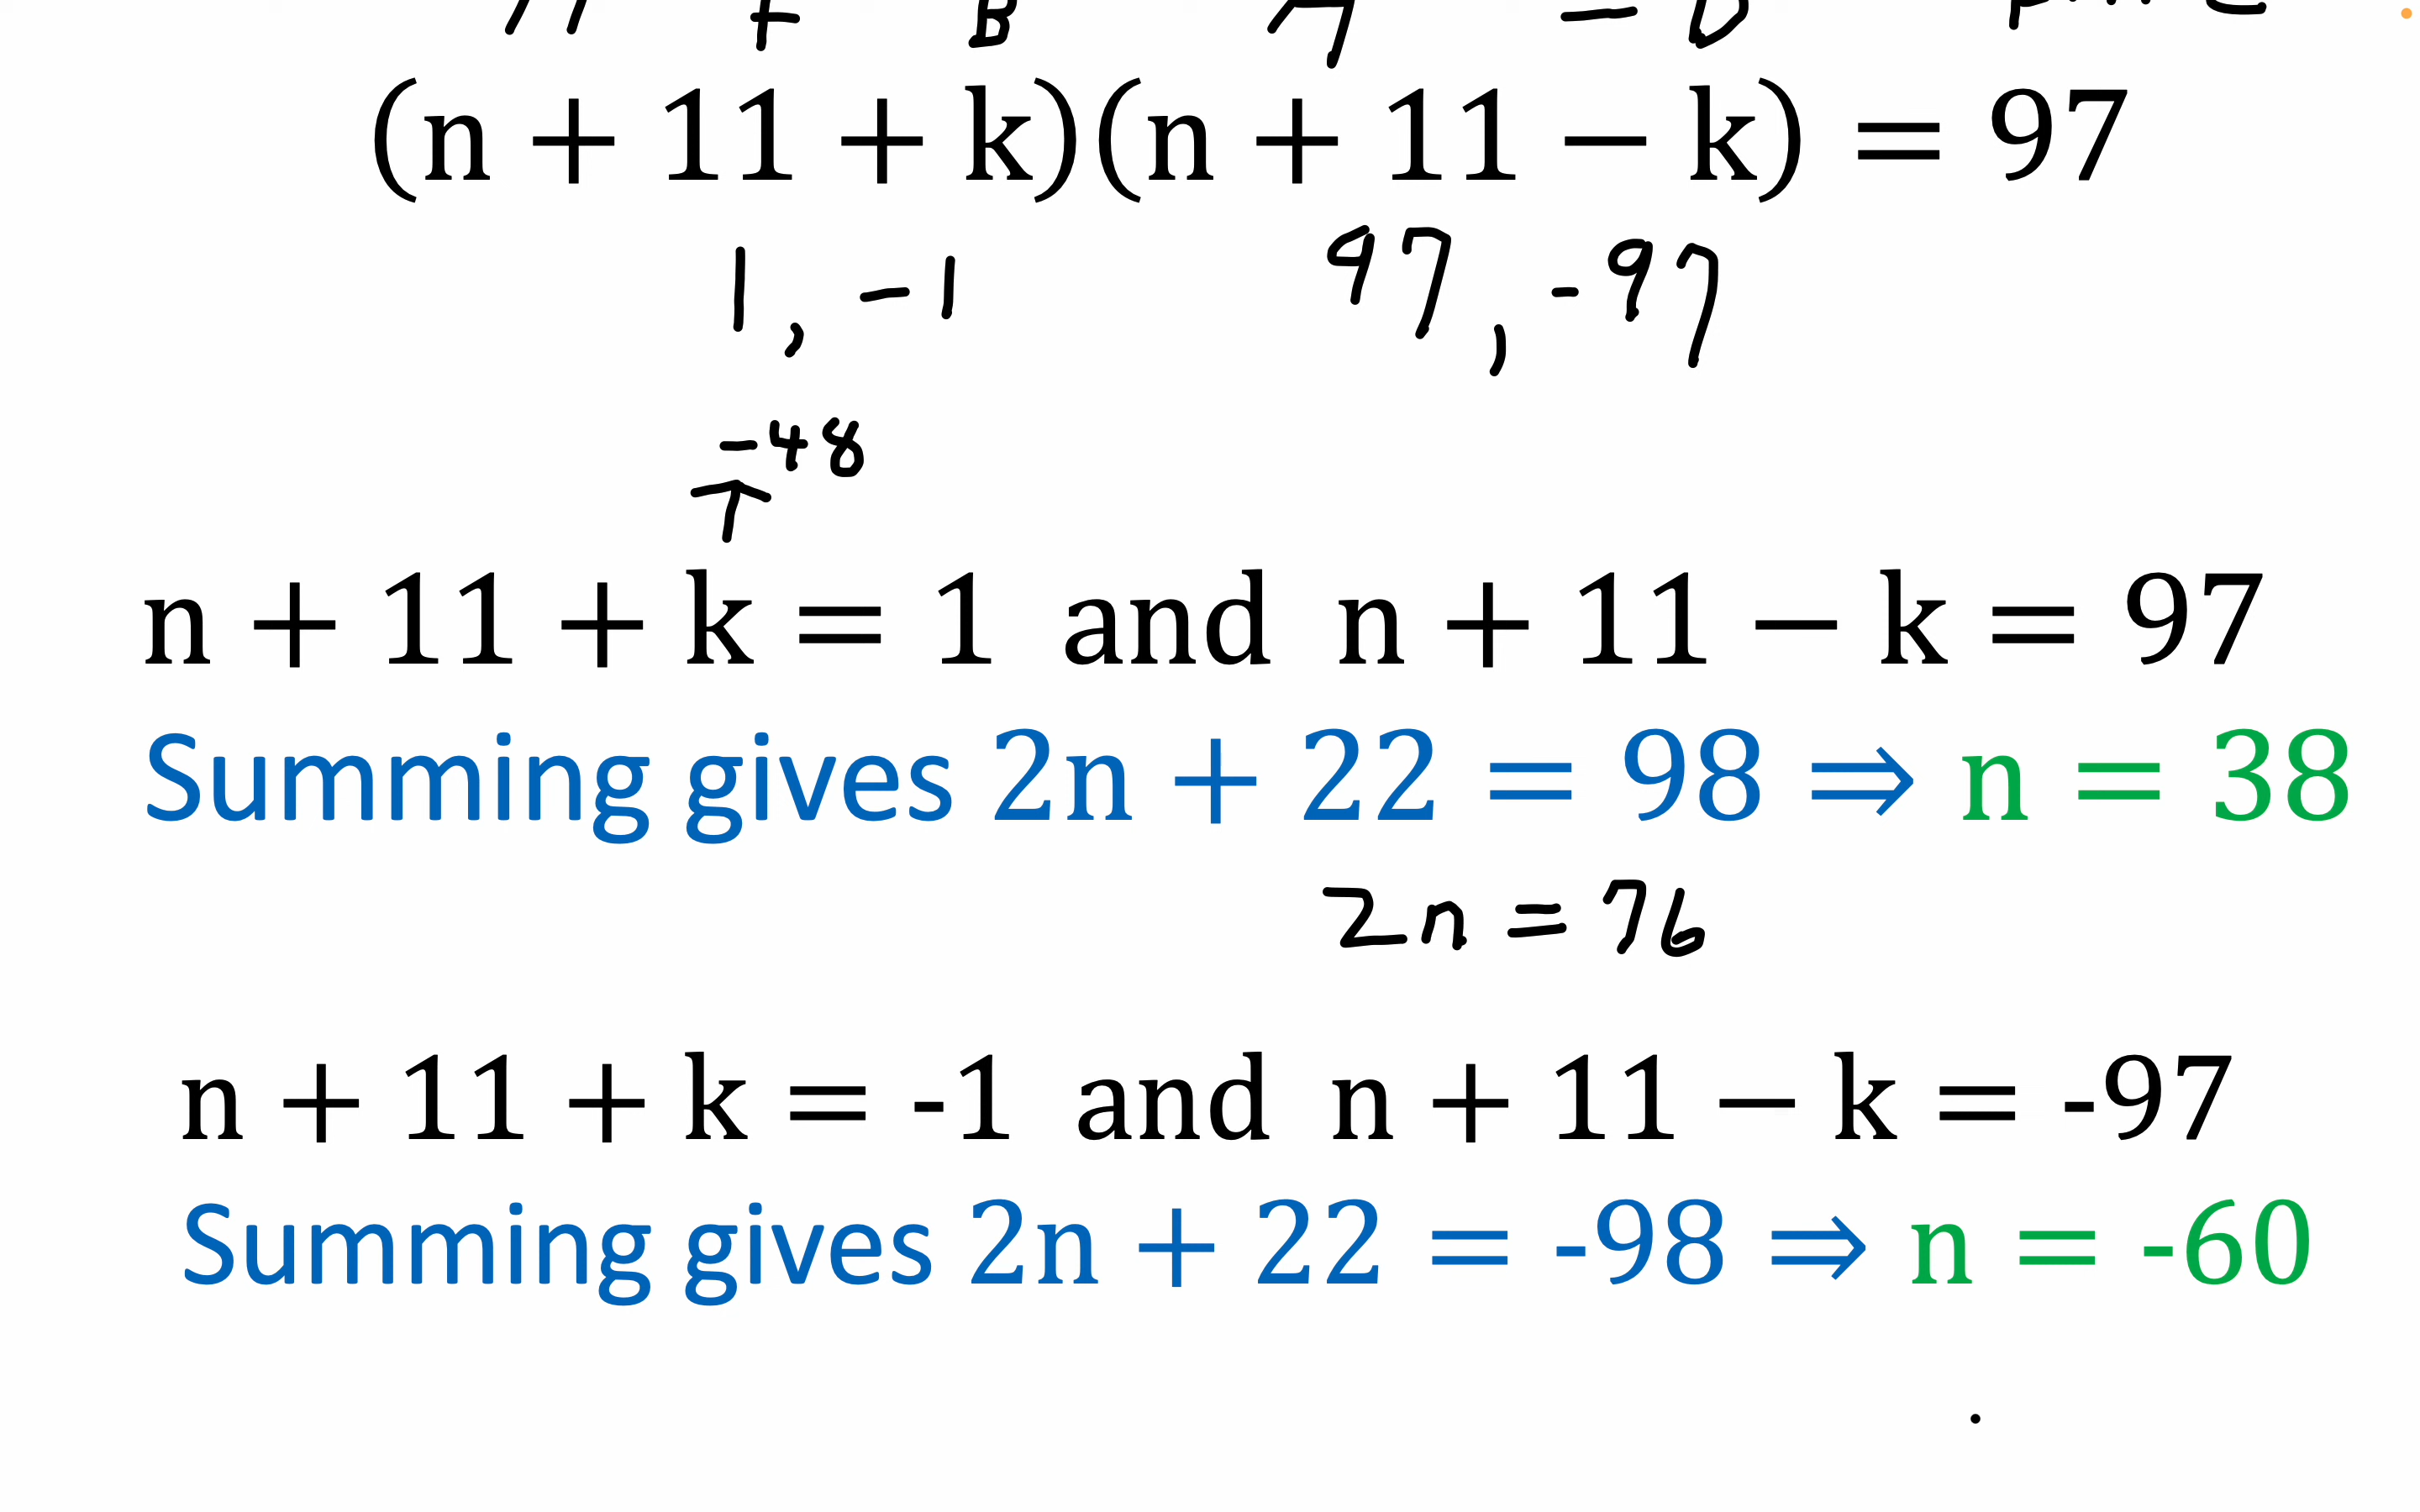 (n + 11 + k)(n + 11 − k) = 97
1, -1 97, -97
-48
n + 11 + k = 1 and n + 11 − k = 97
Summing gives 2n + 22 = 98 ⇒ n = 38
2n = 76
n + 11 + k = -1 and n + 11 − k = -97
Summing gives 2n + 22 = -98 ⇒ n = -60